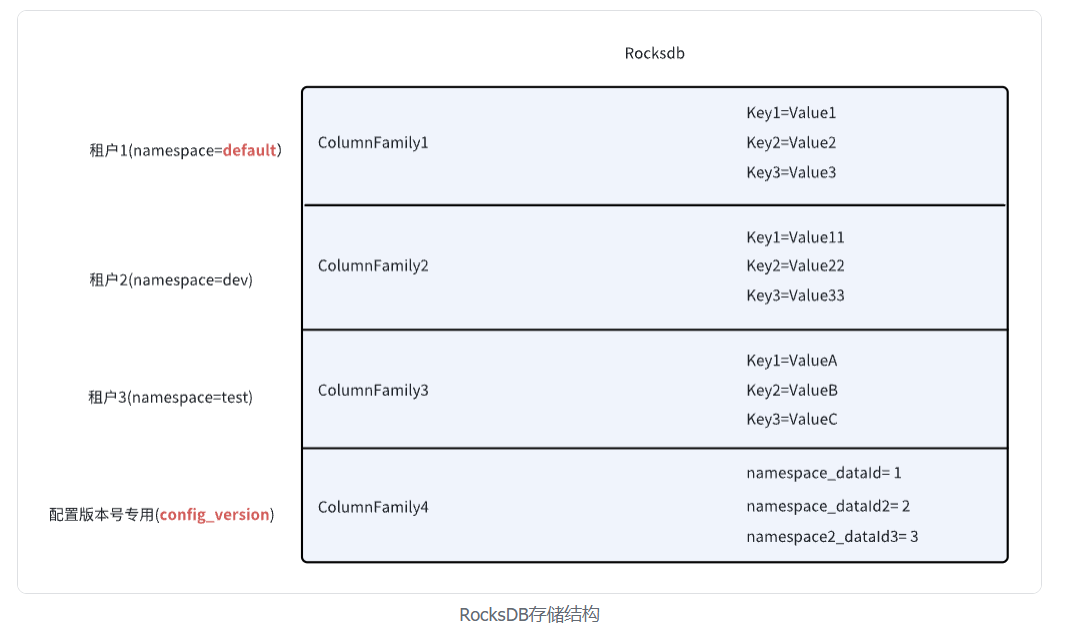 Rocksdb
租户1(namespace=default)
ColumnFamily1
Key1=Value1
Key2=Value2
Key3=Value3
租户2(namespace=dev)
ColumnFamily2
Key1=Value11
Key2=Value22
Key3=Value33
租户3(namespace=test)
ColumnFamily3
Key1=ValueA
Key2=ValueB
Key3=ValueC
配置版本号专用(config_version)
ColumnFamily4
namespace_dataId= 1
namespace_dataId2= 2
namespace2_dataId3= 3
RocksDB存储结构